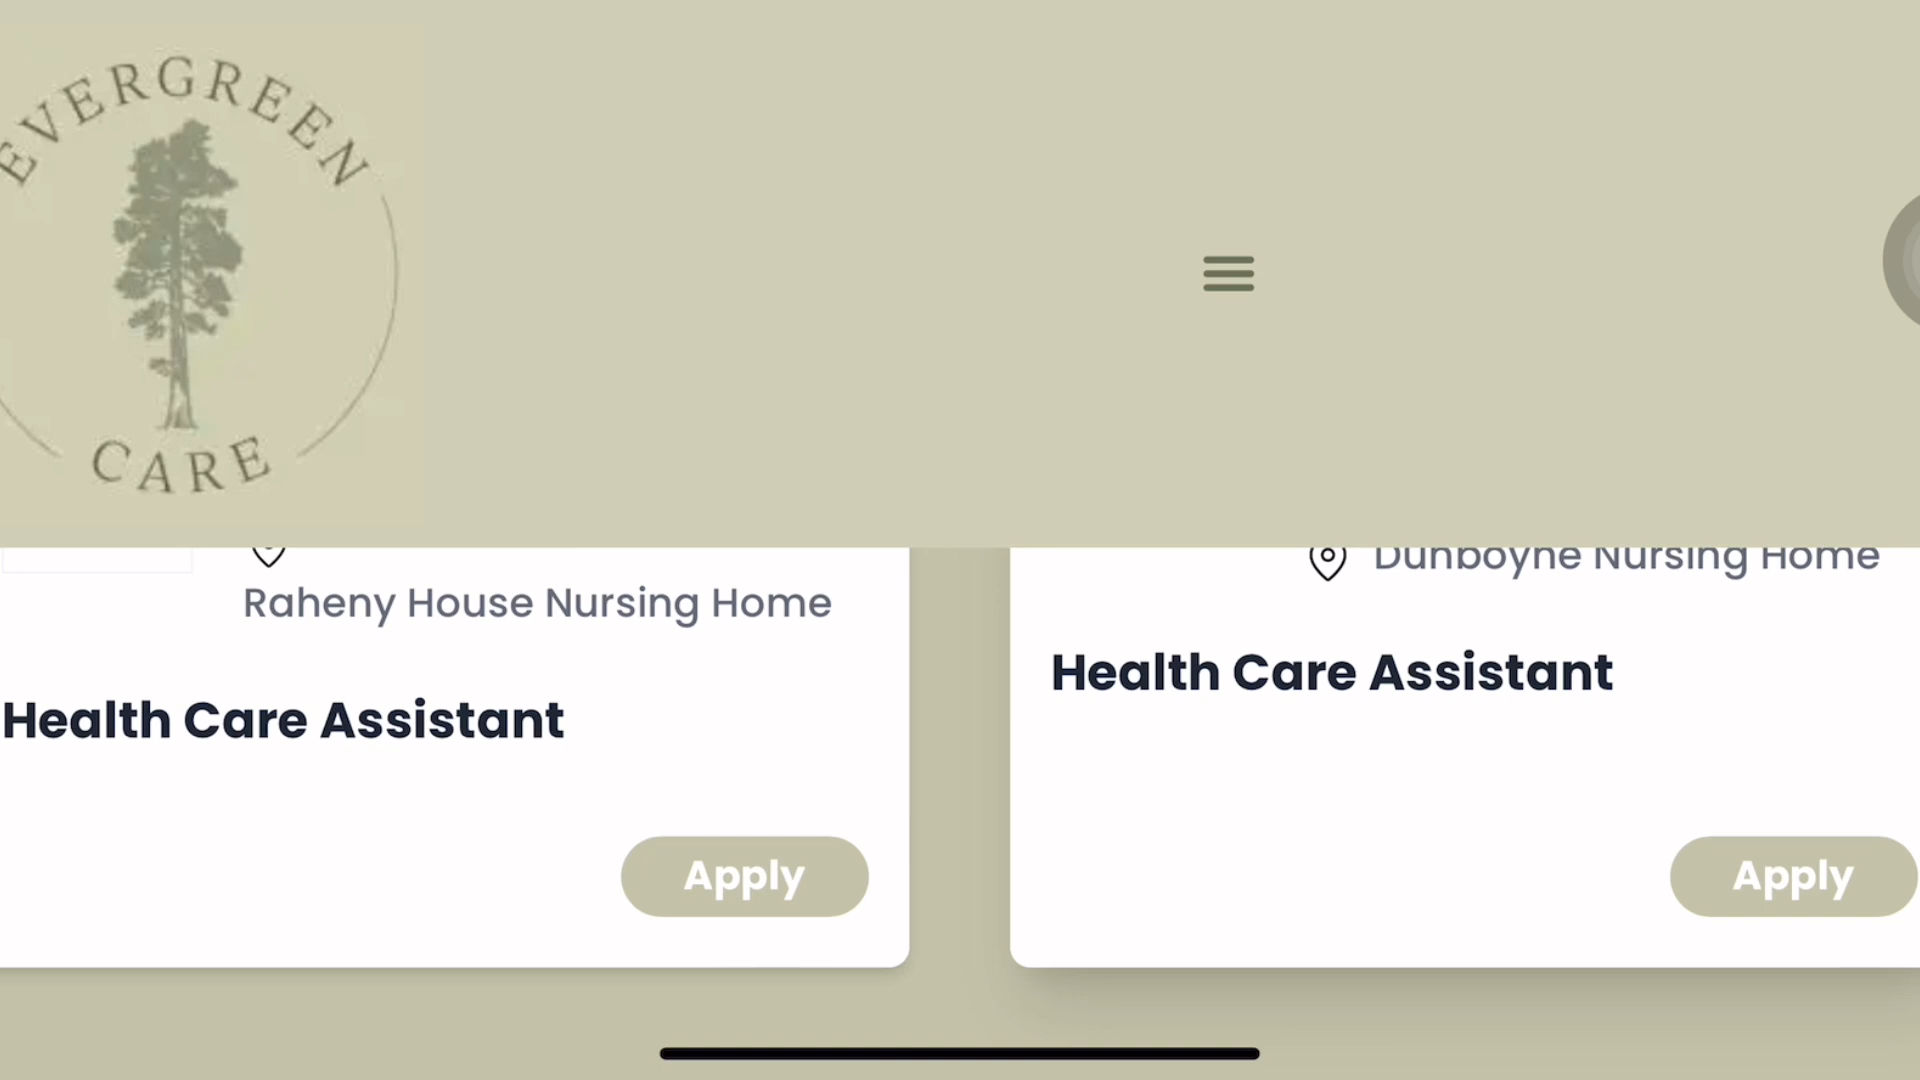 EVERGREEN
CARE
Raheny House Nursing Home
Health Care Assistant
Apply
Dunboyne Nursing Home
Health Care Assistant
Apply